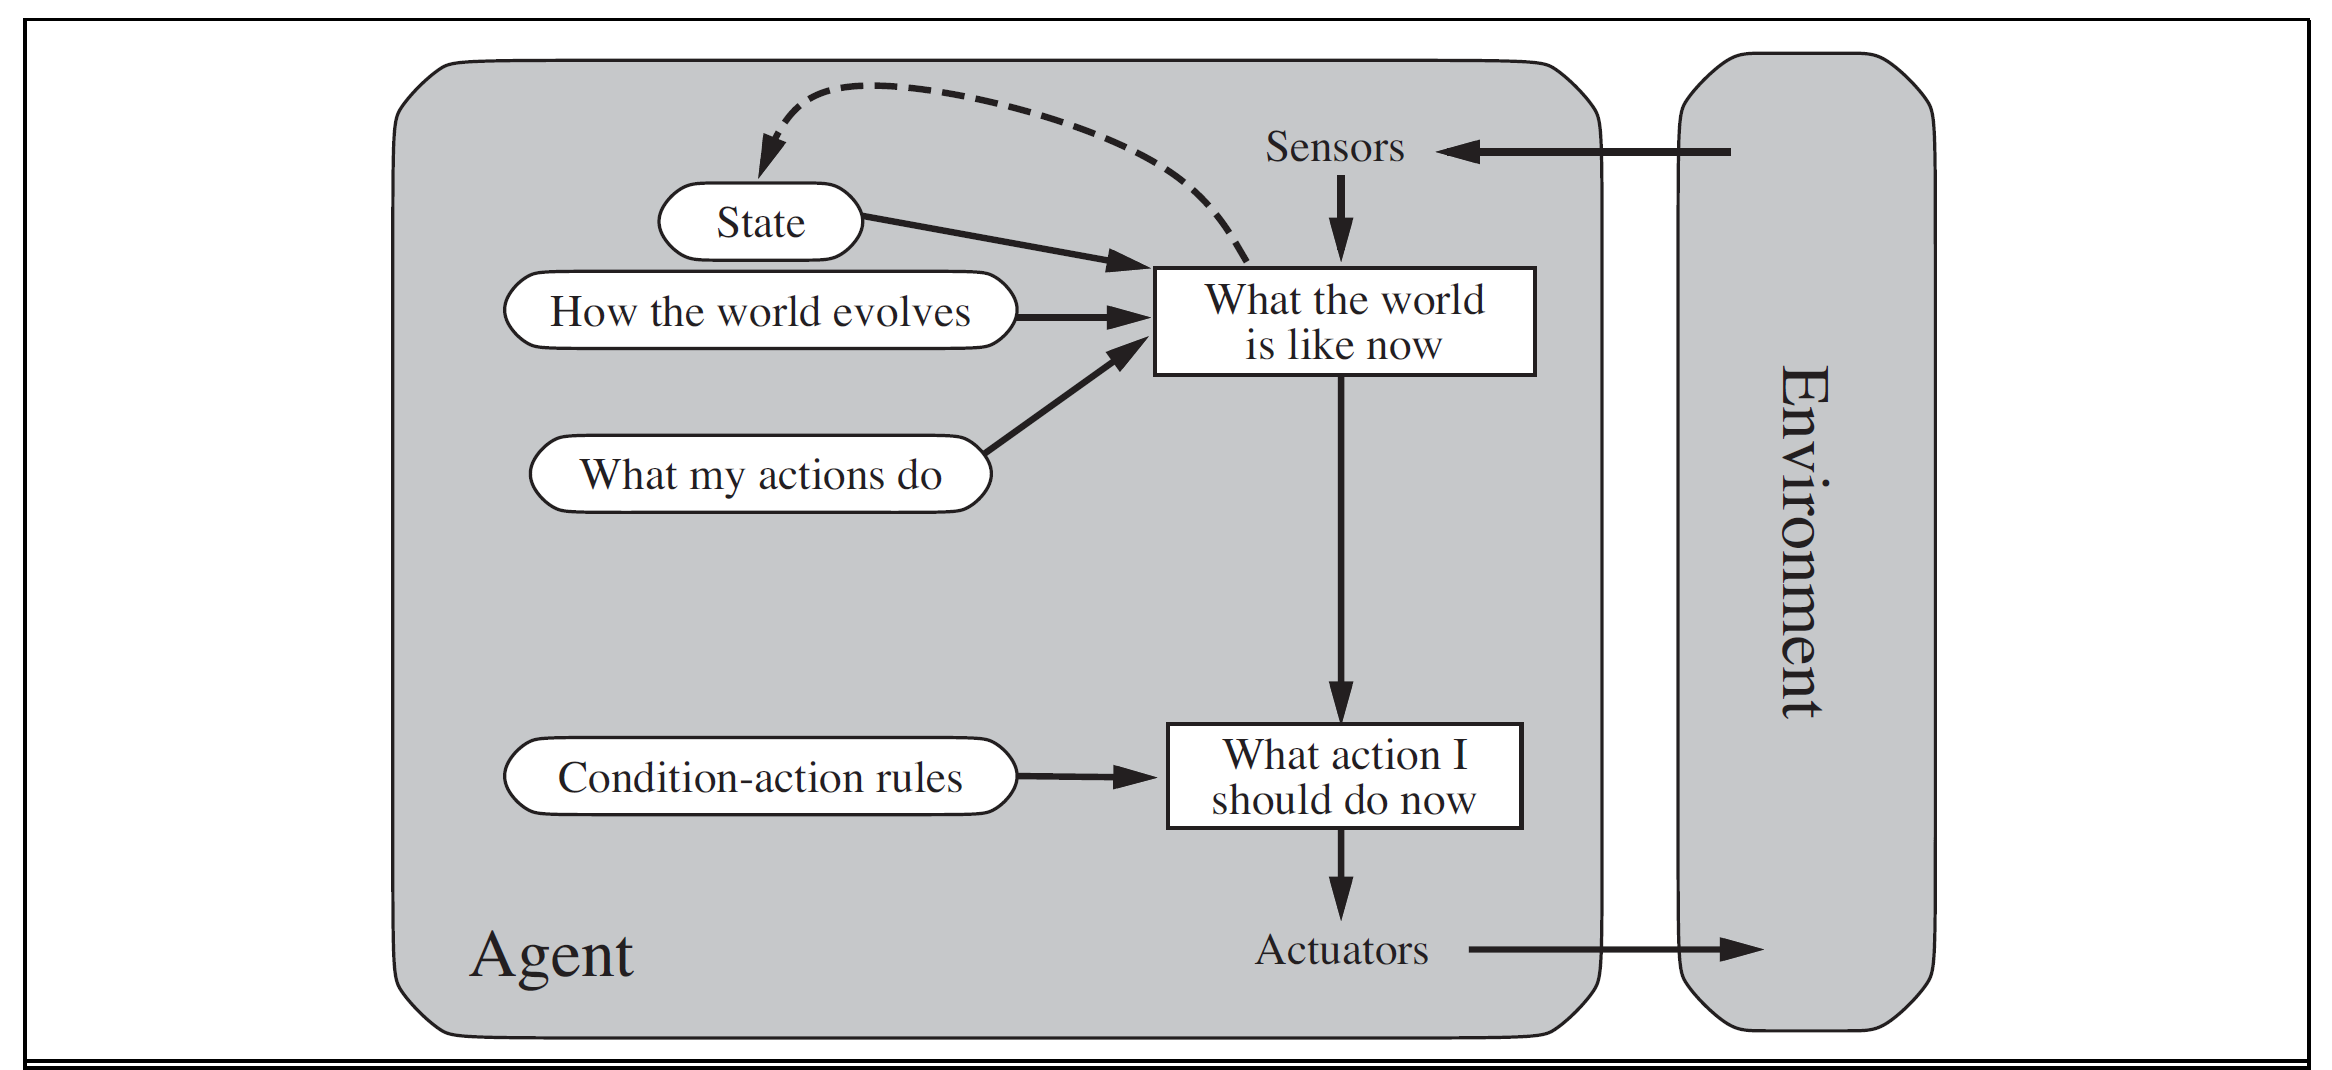 Sensors
State
What the world
is like now
How the world evolves
What my actions do
Environment
Condition-action rules
What action I
should do now
Agent
Actuators